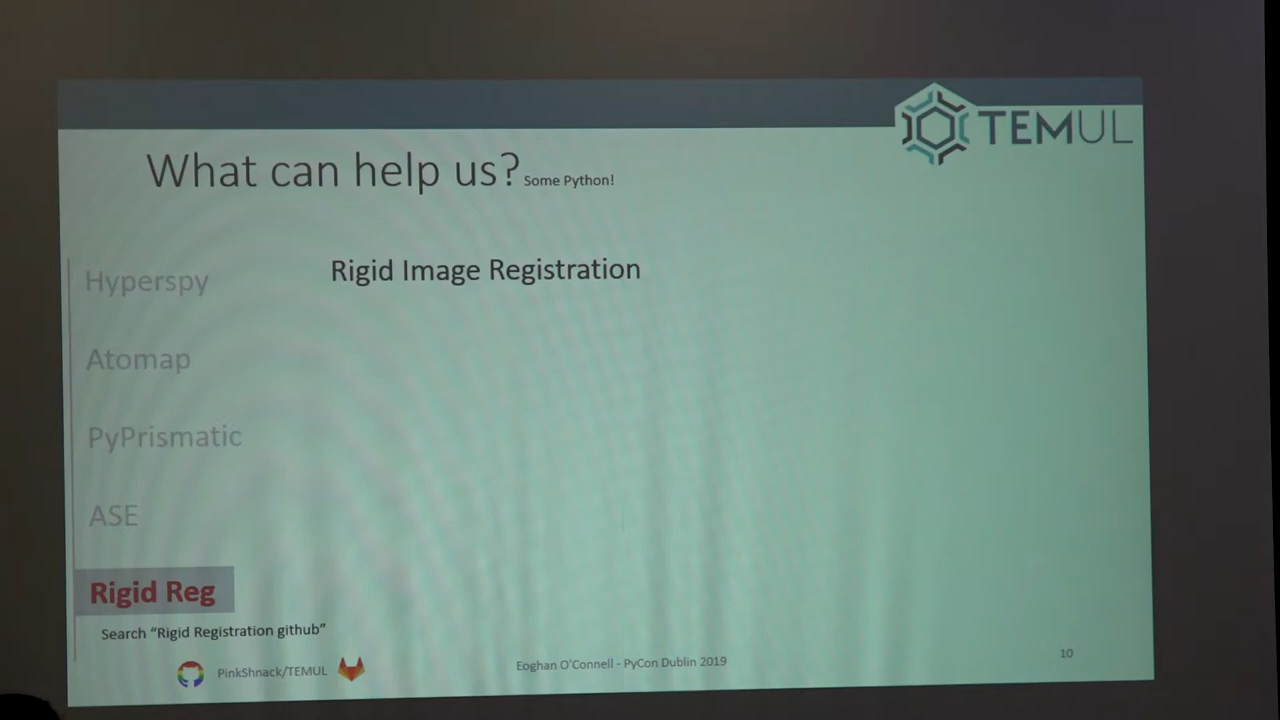 TEMUL
What can help us? Some Python!
Hyperspy
Rigid Image Registration
Atomap
PyPrismatic
ASE
Rigid Reg
Search “Rigid Registration github”
PinkShnack/TEMUL
Eoghan O'Connell - PyCon Dublin 2019
10